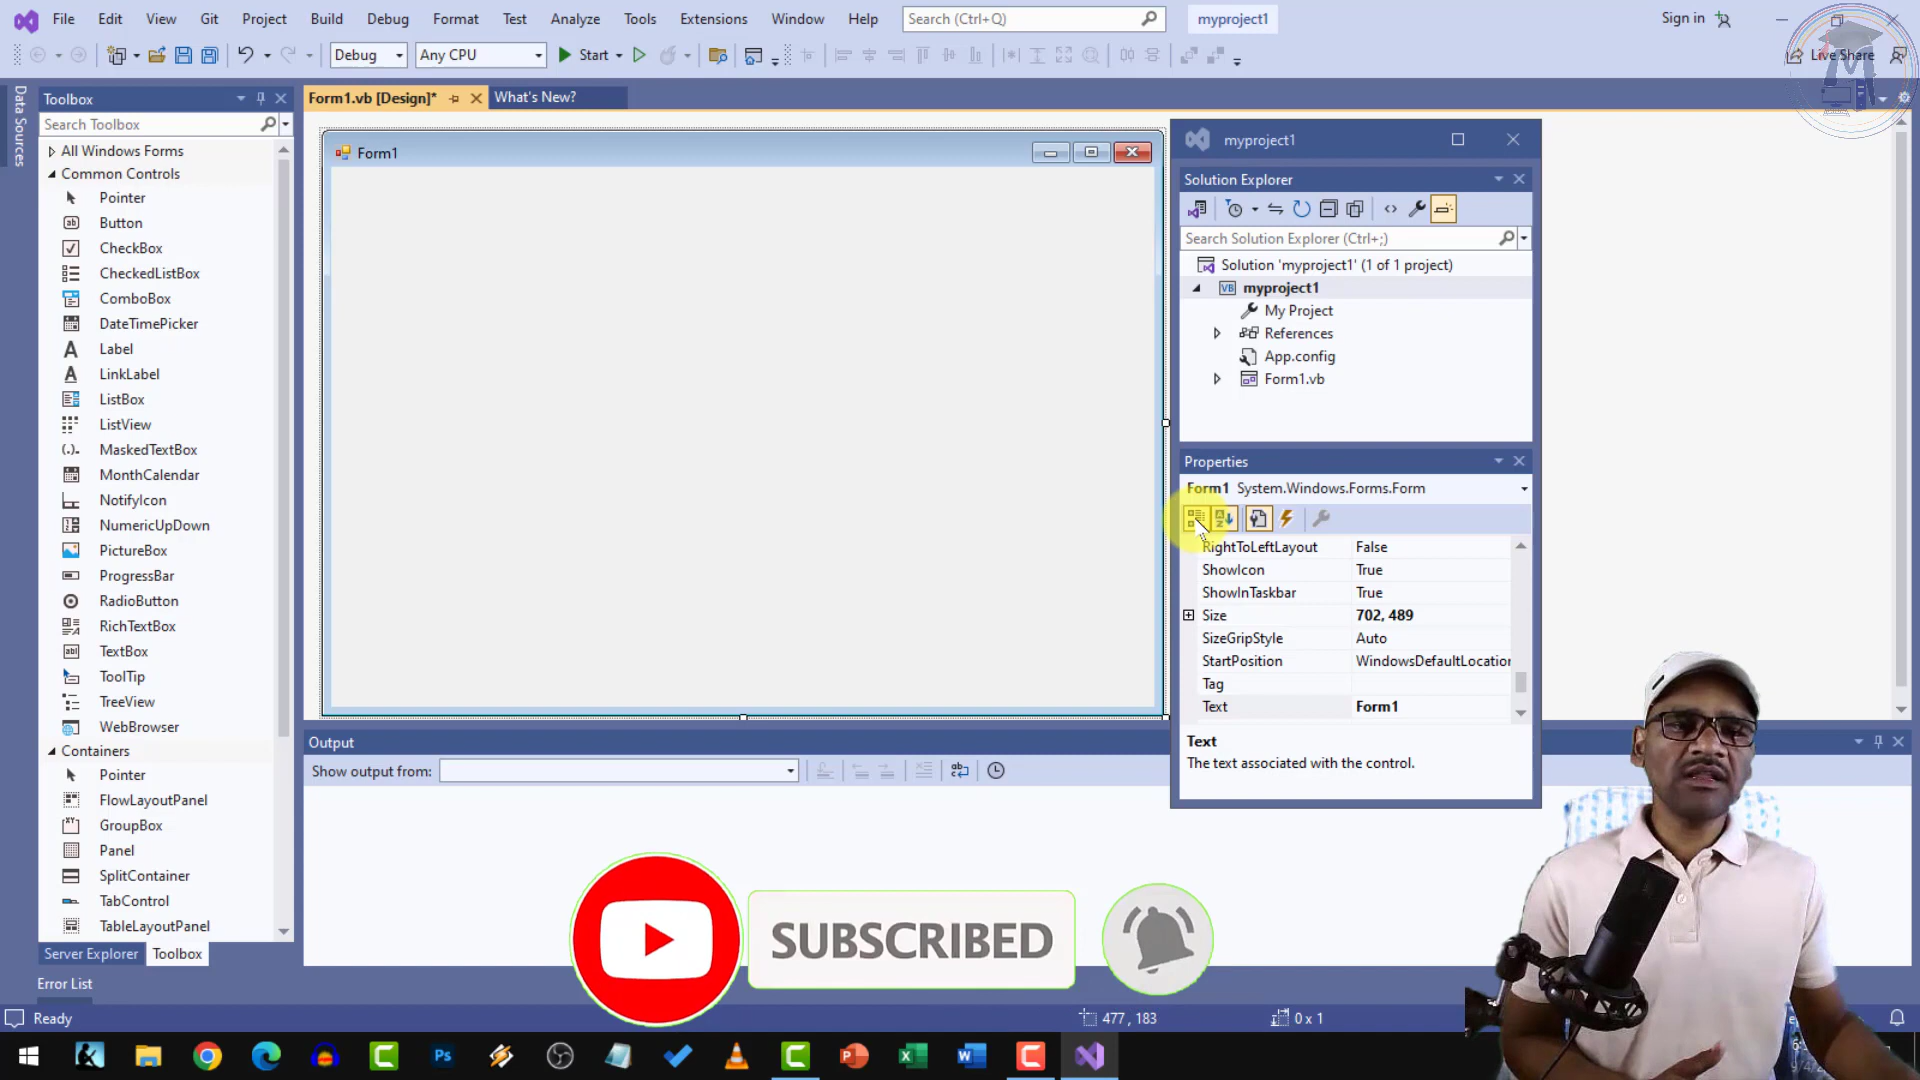 File Edit View Git Project Build Debug Format Test Analyze Tools Extensions Window Help Search (Ctrl+Q) myproject1 Sign in
Debug Any CPU Start Live Share
Data Sources
Toolbox
Search Toolbox
All Windows Forms
Common Controls
Pointer
Button
CheckBox
CheckedListBox
ComboBox
DateTimePicker
Label
LinkLabel
ListBox
ListView
MaskedTextBox
MonthCalendar
NotifyIcon
NumericUpDown
PictureBox
ProgressBar
RadioButton
RichTextBox
TextBox
ToolTip
TreeView
WebBrowser
Containers
Pointer
FlowLayoutPanel
GroupBox
Panel
SplitContainer
TabControl
TableLayoutPanel
Server Explorer Toolbox
Error List
Form1.vb [Design]* What's New?
Form1
myproject1
Solution Explorer
Search Solution Explorer (Ctrl+;)
Solution 'myproject1' (1 of 1 project)
myproject1
My Project
References
App.config
Form1.vb
Properties
Form1 System.Windows.Forms.Form
RightToLeftLayout False
ShowIcon True
ShowInTaskbar True
Size 702, 489
SizeGripStyle Auto
StartPosition WindowsDefaultLocation
Tag
Text Form1
Text
The text associated with the control.
Output
Show output from:
SUBSCRIBED
Ready 477 , 183 0 x 1